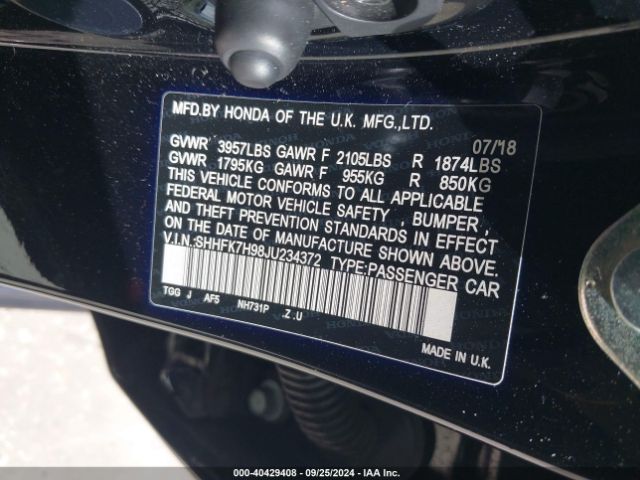 MFD.BY HONDA OF THE U.K. MFG.,LTD.
07/18
GVWR 3957LBS GAWR F 2105LBS R 1874LBS
GVWR 1795KG GAWR F 955KG R 850KG
THIS VEHICLE CONFORMS TO ALL APPLICABLE
FEDERAL MOTOR VEHICLE SAFETY , BUMPER ,
AND THEFT PREVENTION STANDARDS IN EFFECT
ON THE DATE OF MANUFACTURE SHOWN ABOVE.
V.I.N.:SHHFK7H98JU234372 TYPE:PASSENGER CAR
TGG J AF5 NH731P .Z.U
MADE IN U.K.
000-40429408 - 09/25/2024 - IAA Inc.